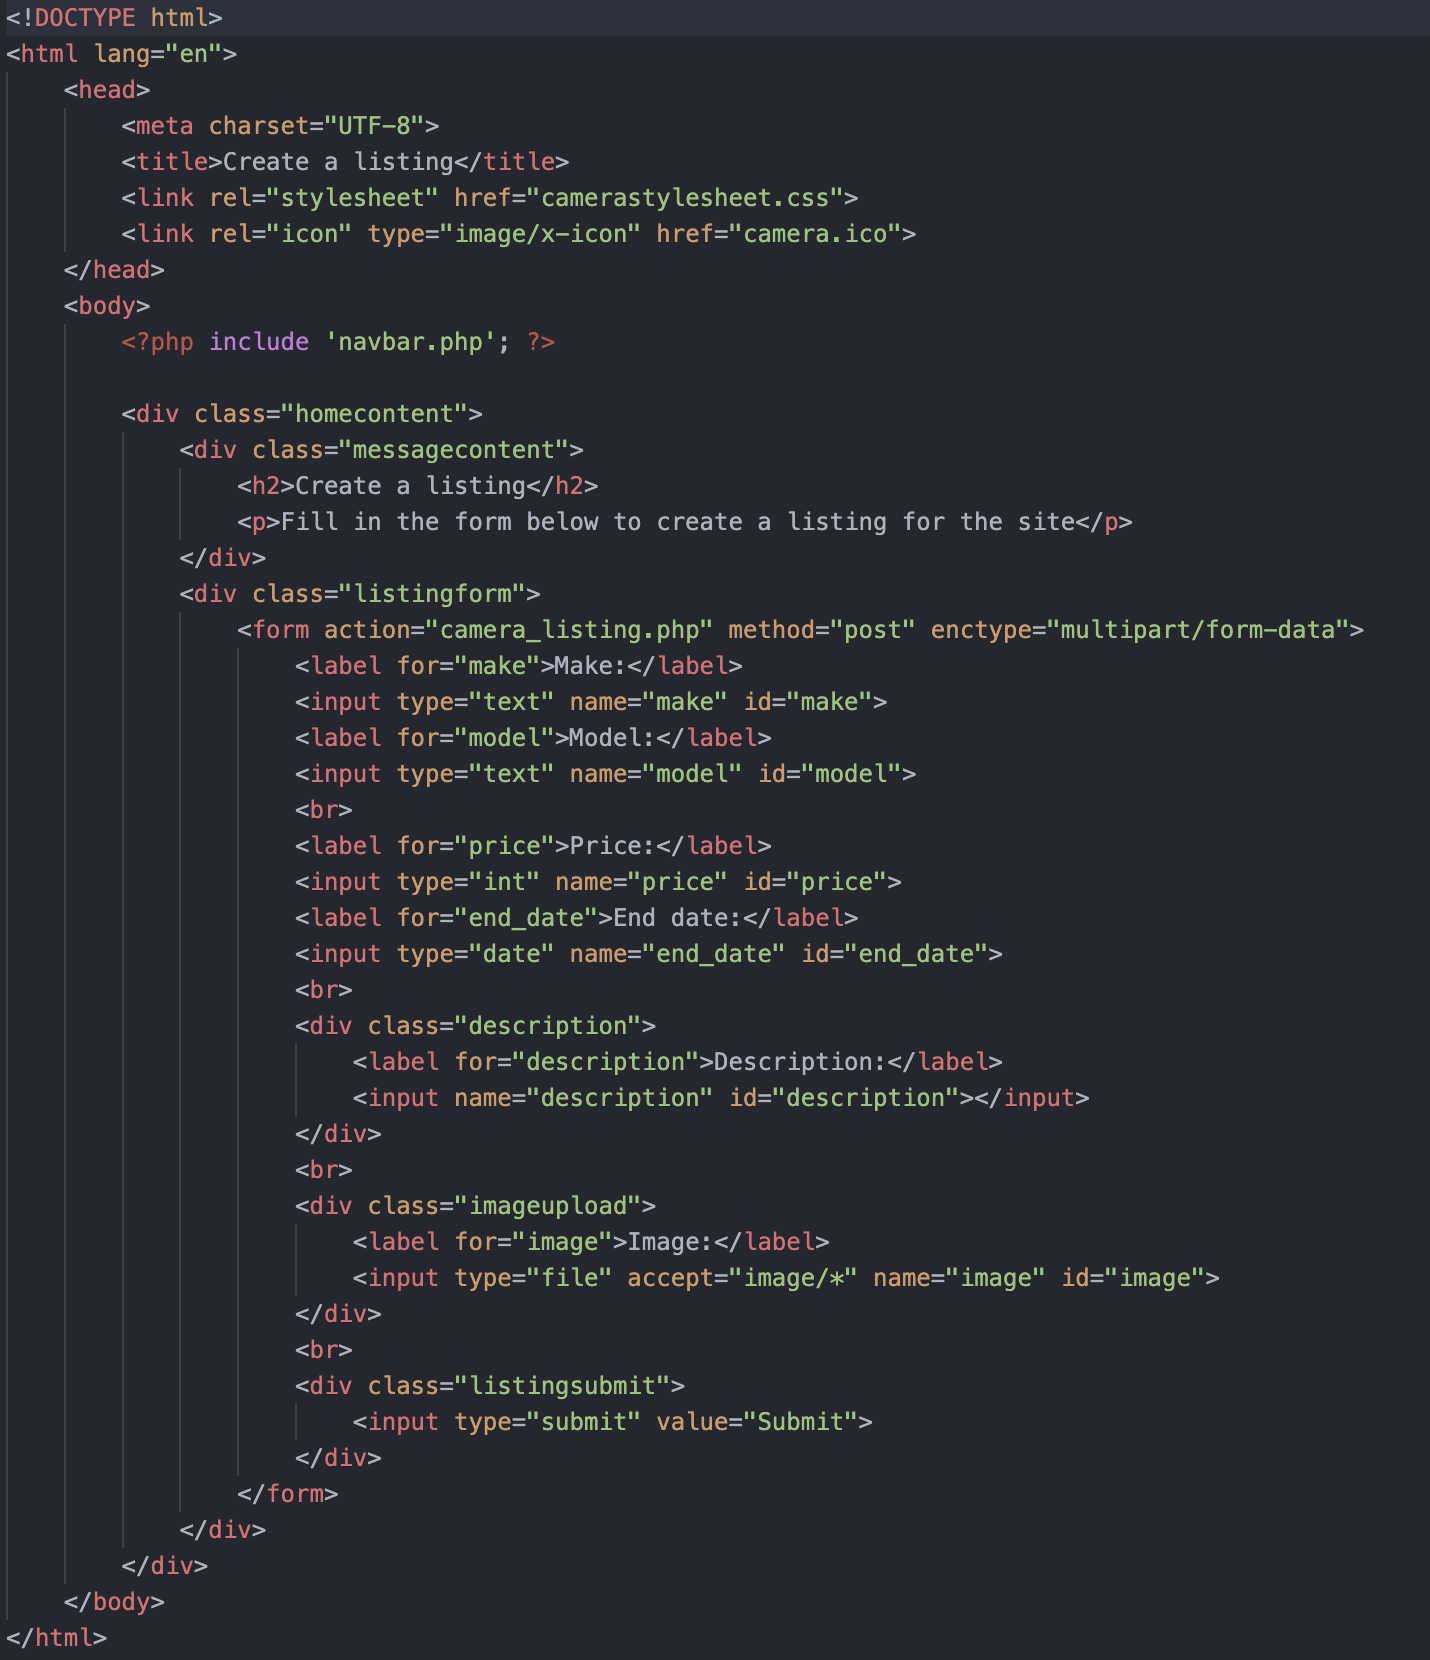 <!DOCTYPE html>
<html lang="en">
    <head>
        <meta charset="UTF-8">
        <title>Create a listing</title>
        <link rel="stylesheet" href="camerastylesheet.css">
        <link rel="icon" type="image/x-icon" href="camera.ico">
    </head>
    <body>
        <?php include 'navbar.php'; ?>

        <div class="homecontent">
            <div class="messagecontent">
                <h2>Create a listing</h2>
                <p>Fill in the form below to create a listing for the site</p>
            </div>
            <div class="listingform">
                <form action="camera_listing.php" method="post" enctype="multipart/form-data">
                    <label for="make">Make:</label>
                    <input type="text" name="make" id="make">
                    <label for="model">Model:</label>
                    <input type="text" name="model" id="model">
                    <br>
                    <label for="price">Price:</label>
                    <input type="int" name="price" id="price">
                    <label for="end_date">End date:</label>
                    <input type="date" name="end_date" id="end_date">
                    <br>
                    <div class="description">
                        <label for="description">Description:</label>
                        <input name="description" id="description"></input>
                    </div>
                    <br>
                    <div class="imageupload">
                        <label for="image">Image:</label>
                        <input type="file" accept="image/*" name="image" id="image">
                    </div>
                    <br>
                    <div class="listingsubmit">
                        <input type="submit" value="Submit">
                    </div>
                </form>
            </div>
        </div>
    </body>
</html>